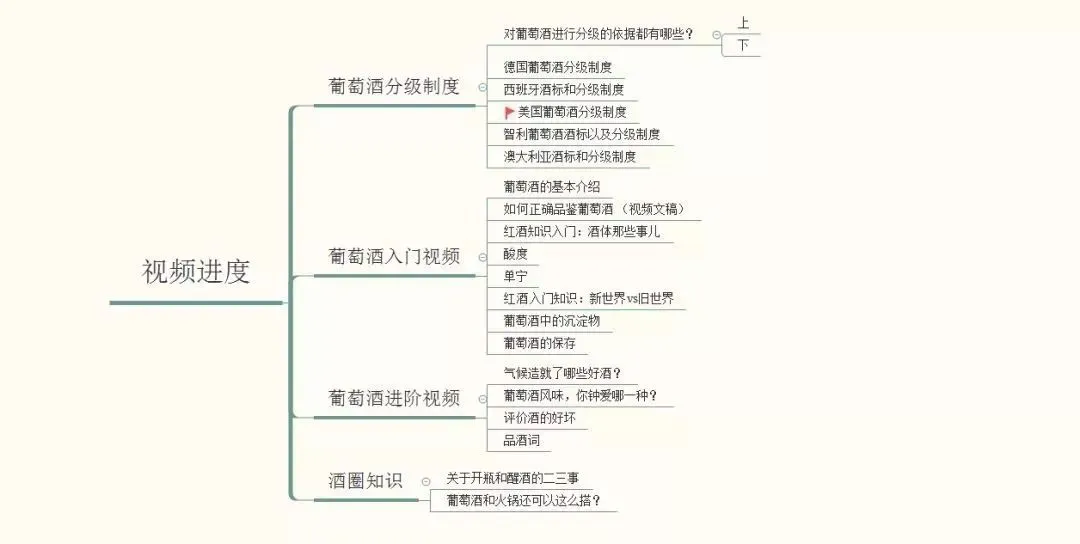 视频进度
葡萄酒分级制度
对葡萄酒进行分级的依据都有哪些？
上
下
德国葡萄酒分级制度
西班牙酒标和分级制度
美国葡萄酒分级制度
智利葡萄酒酒标以及分级制度
澳大利亚酒标和分级制度
葡萄酒入门视频
葡萄酒的基本介绍
如何正确品鉴葡萄酒 （视频文稿）
红酒知识入门：酒体那些事儿
酸度
单宁
红酒入门知识：新世界vs旧世界
葡萄酒中的沉淀物
葡萄酒的保存
葡萄酒进阶视频
气候造就了哪些好酒？
葡萄酒风味，你钟爱哪一种？
评价酒的好坏
品酒词
酒圈知识
关于开瓶和醒酒的二三事
葡萄酒和火锅还可以这么搭？